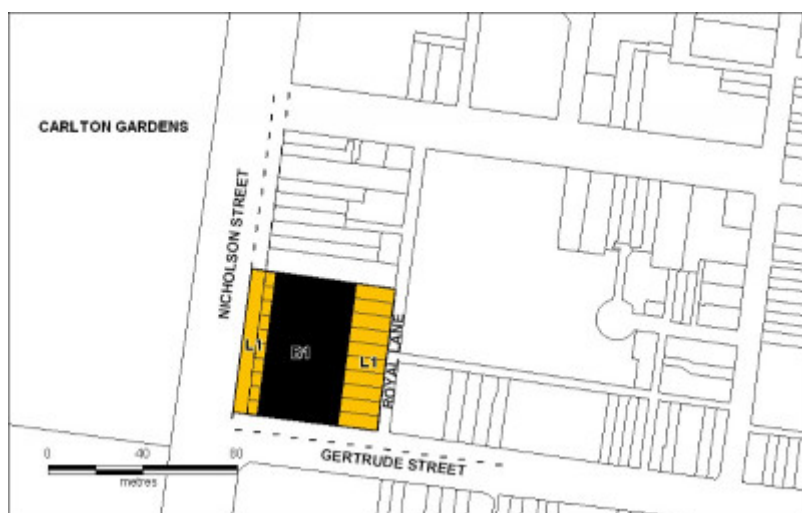 CARLTON GARDENS
NICHOLSON STREET
L1
B1
L1
ROYAL LANE
GERTRUDE STREET
0 40 80
metres